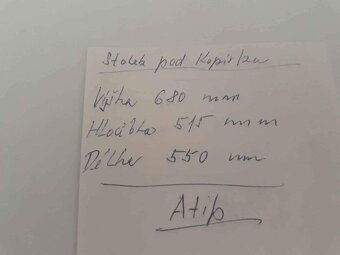 Stolek pod Kopírku
Výška 680 mm
Hloubka 515 mm
Délka 550 mm
Atip